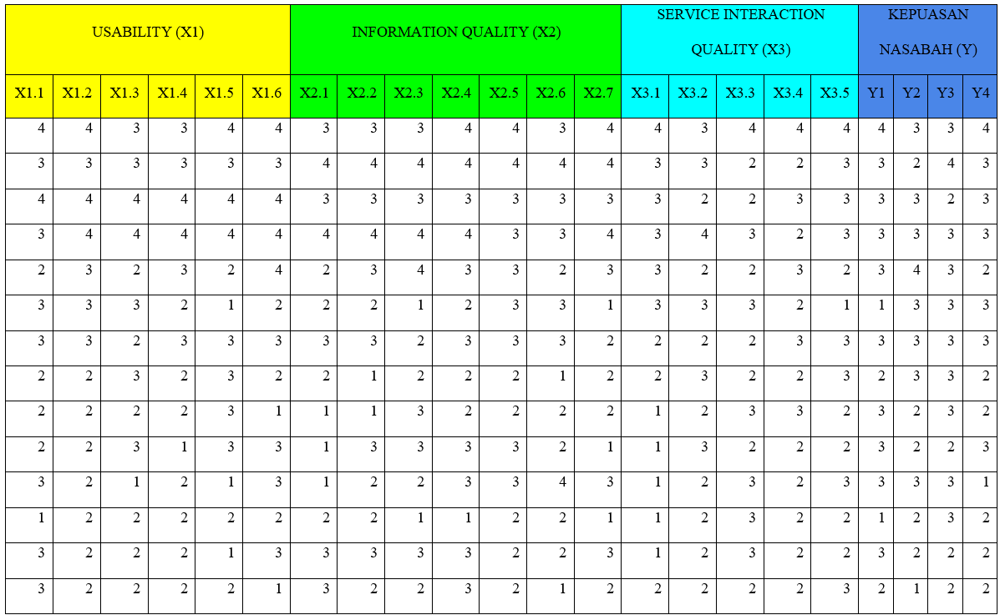 USABILITY (X1) INFORMATION QUALITY (X2) SERVICE INTERACTION QUALITY (X3) KEPUASAN NASABAH (Y)
X1.1 X1.2 X1.3 X1.4 X1.5 X1.6 X2.1 X2.2 X2.3 X2.4 X2.5 X2.6 X2.7 X3.1 X3.2 X3.3 X3.4 X3.5 Y1 Y2 Y3 Y4
4 4 3 3 4 4 3 3 3 4 4 3 4 4 3 4 4 4 4 3 3 4
3 3 3 3 3 3 4 4 4 4 4 4 4 3 3 2 2 3 3 2 4 3
4 4 4 4 4 4 3 3 3 3 3 3 3 3 2 2 3 3 3 3 2 3
3 4 4 4 4 4 4 4 4 4 3 3 4 3 4 3 2 3 3 3 3 3
2 3 2 3 2 4 2 3 4 3 3 2 3 3 2 2 3 2 3 4 3 2
3 3 3 2 1 2 2 2 1 2 3 3 1 3 3 3 2 1 1 3 3 3
3 3 2 3 3 3 3 3 2 3 3 3 2 2 2 2 3 3 3 3 3 3
2 2 3 2 3 2 2 1 2 2 2 1 2 2 3 2 2 3 2 3 3 2
2 2 2 2 3 1 1 1 3 2 2 2 2 1 2 3 3 2 3 2 3 2
2 2 3 1 3 3 1 3 3 3 3 2 1 1 3 2 2 2 3 2 2 3
3 2 1 2 1 3 1 2 2 3 3 4 3 1 2 3 2 3 3 3 3 1
1 2 2 2 2 2 2 2 1 1 2 2 1 1 2 3 2 2 1 2 3 2
3 2 2 2 1 3 3 3 3 3 2 2 3 1 2 3 2 2 3 2 2 2
3 2 2 2 2 1 3 2 2 3 2 1 2 2 2 2 2 3 2 1 2 2